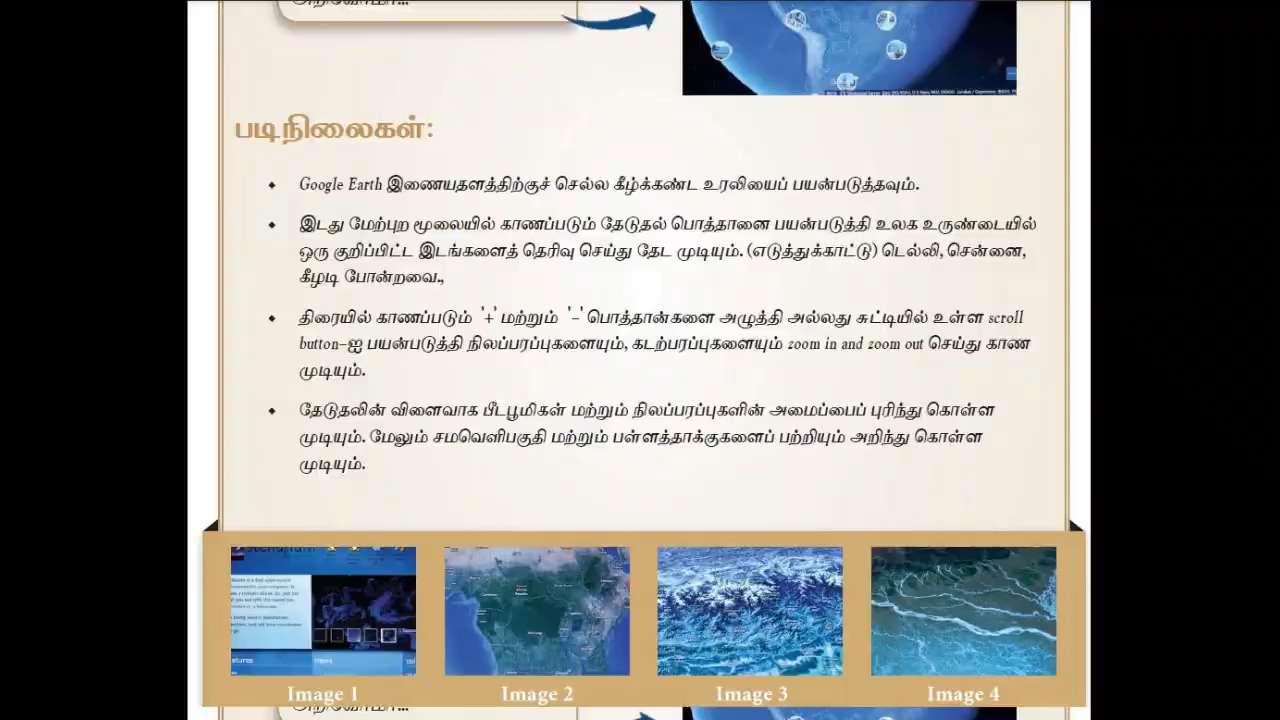 அறிவோமா...
படிநிலைகள்:
Google Earth இணையதளத்திற்குச் செல்ல கீழ்க்கண்ட உரலியைப் பயன்படுத்தவும்.
இடது மேற்புற மூலையில் காணப்படும் தேடுதல் பொத்தானை பயன்படுத்தி உலக உருண்டையில்
ஒரு குறிப்பிட்ட இடங்களைத் தெரிவு செய்து தேட முடியும். (எடுத்துக்காட்டு) டெல்லி, சென்னை,
கீழடி போன்றவை.,
திரையில் காணப்படும் '+' மற்றும் '-' பொத்தான்களை அழுத்தி அல்லது சுட்டியில் உள்ள scroll
button-ஐ பயன்படுத்தி நிலப்பரப்புகளையும், கடற்பரப்புகளையும் zoom in and zoom out செய்து காண
முடியும்.
தேடுதலின் விளைவாக பீடபூமிகள் மற்றும் நிலப்பரப்புகளின் அமைப்பைப் புரிந்து கொள்ள
முடியும். மேலும் சமவெளிபகுதி மற்றும் பள்ளத்தாக்குகளைப் பற்றியும் அறிந்து கொள்ள
முடியும்.
Image 1 Image 2 Image 3 Image 4
அறிவோமா...